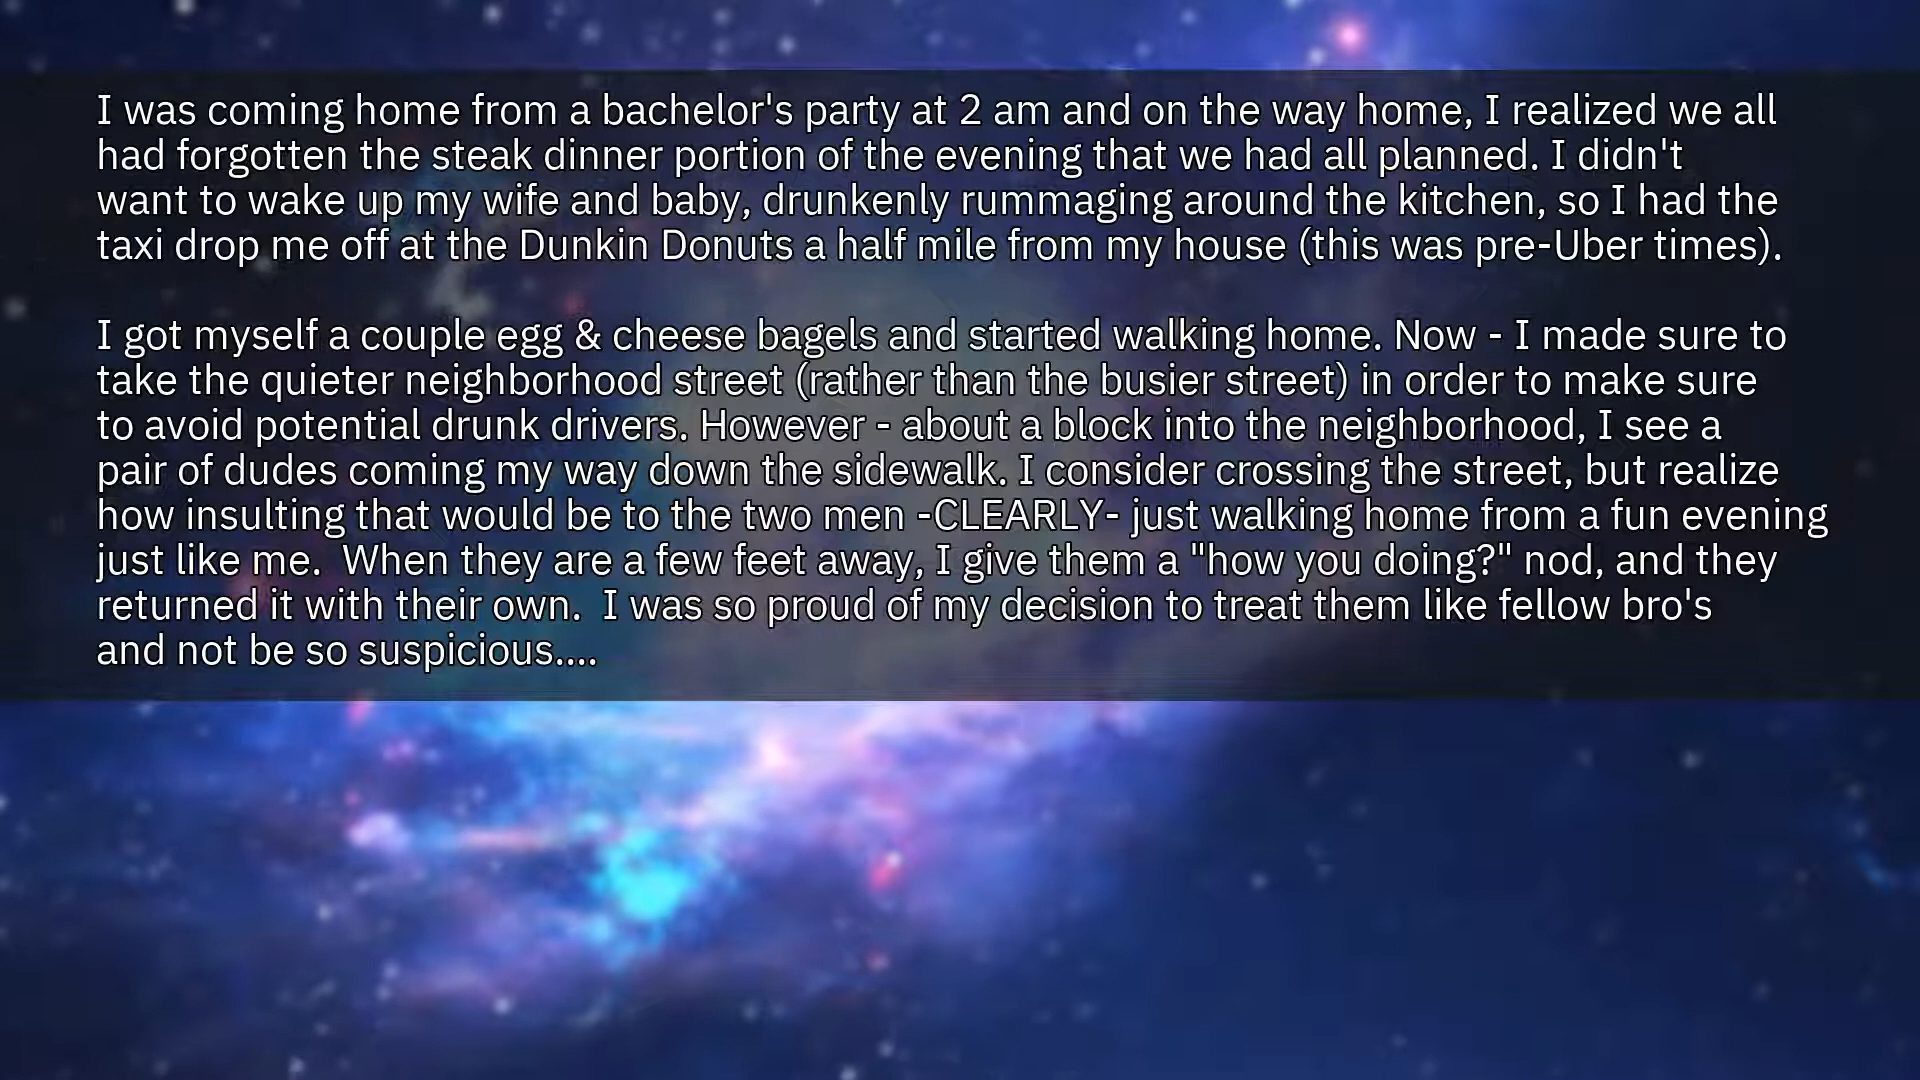 I was coming home from a bachelor's party at 2 am and on the way home, I realized we all
had forgotten the steak dinner portion of the evening that we had all planned. I didn't
want to wake up my wife and baby, drunkenly rummaging around the kitchen, so I had the
taxi drop me off at the Dunkin Donuts a half mile from my house (this was pre-Uber times).

I got myself a couple egg & cheese bagels and started walking home. Now - I made sure to
take the quieter neighborhood street (rather than the busier street) in order to make sure
to avoid potential drunk drivers. However - about a block into the neighborhood, I see a
pair of dudes coming my way down the sidewalk. I consider crossing the street, but realize
how insulting that would be to the two men -CLEARLY- just walking home from a fun evening
just like me.  When they are a few feet away, I give them a "how you doing?" nod, and they
returned it with their own.  I was so proud of my decision to treat them like fellow bro's
and not be so suspicious....